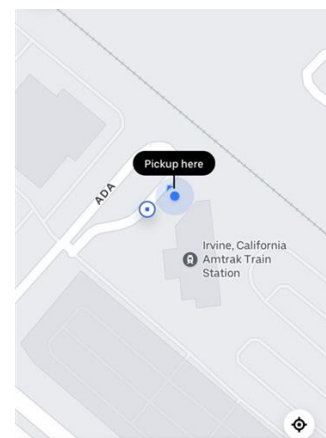 Pickup here
ADA
Irvine, California
Amtrak Train
Station